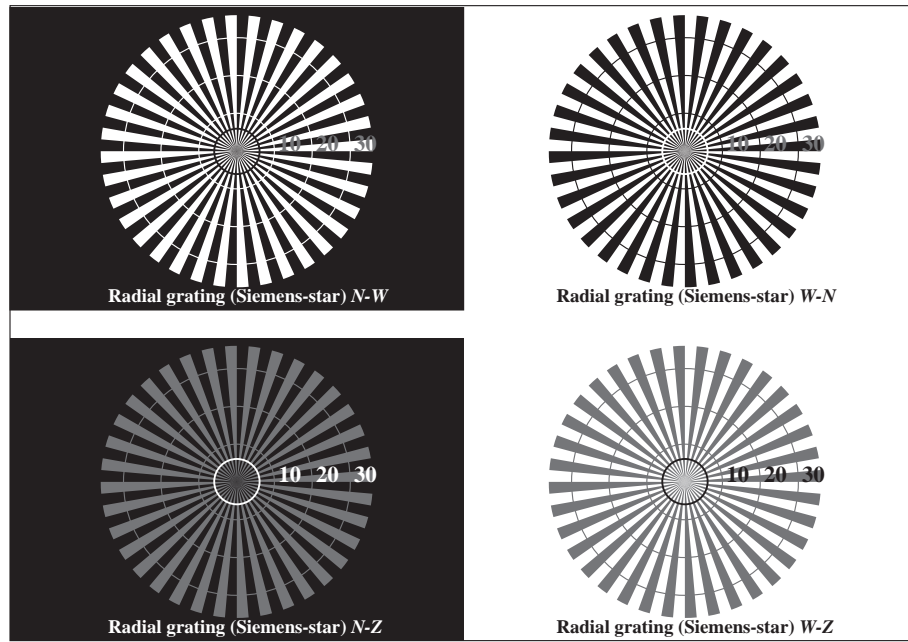 10 20 30
Radial grating (Siemens-star) N-W
10 20 30
Radial grating (Siemens-star) W-N
10 20 30
Radial grating (Siemens-star) N-Z
10 20 30
Radial grating (Siemens-star) W-Z